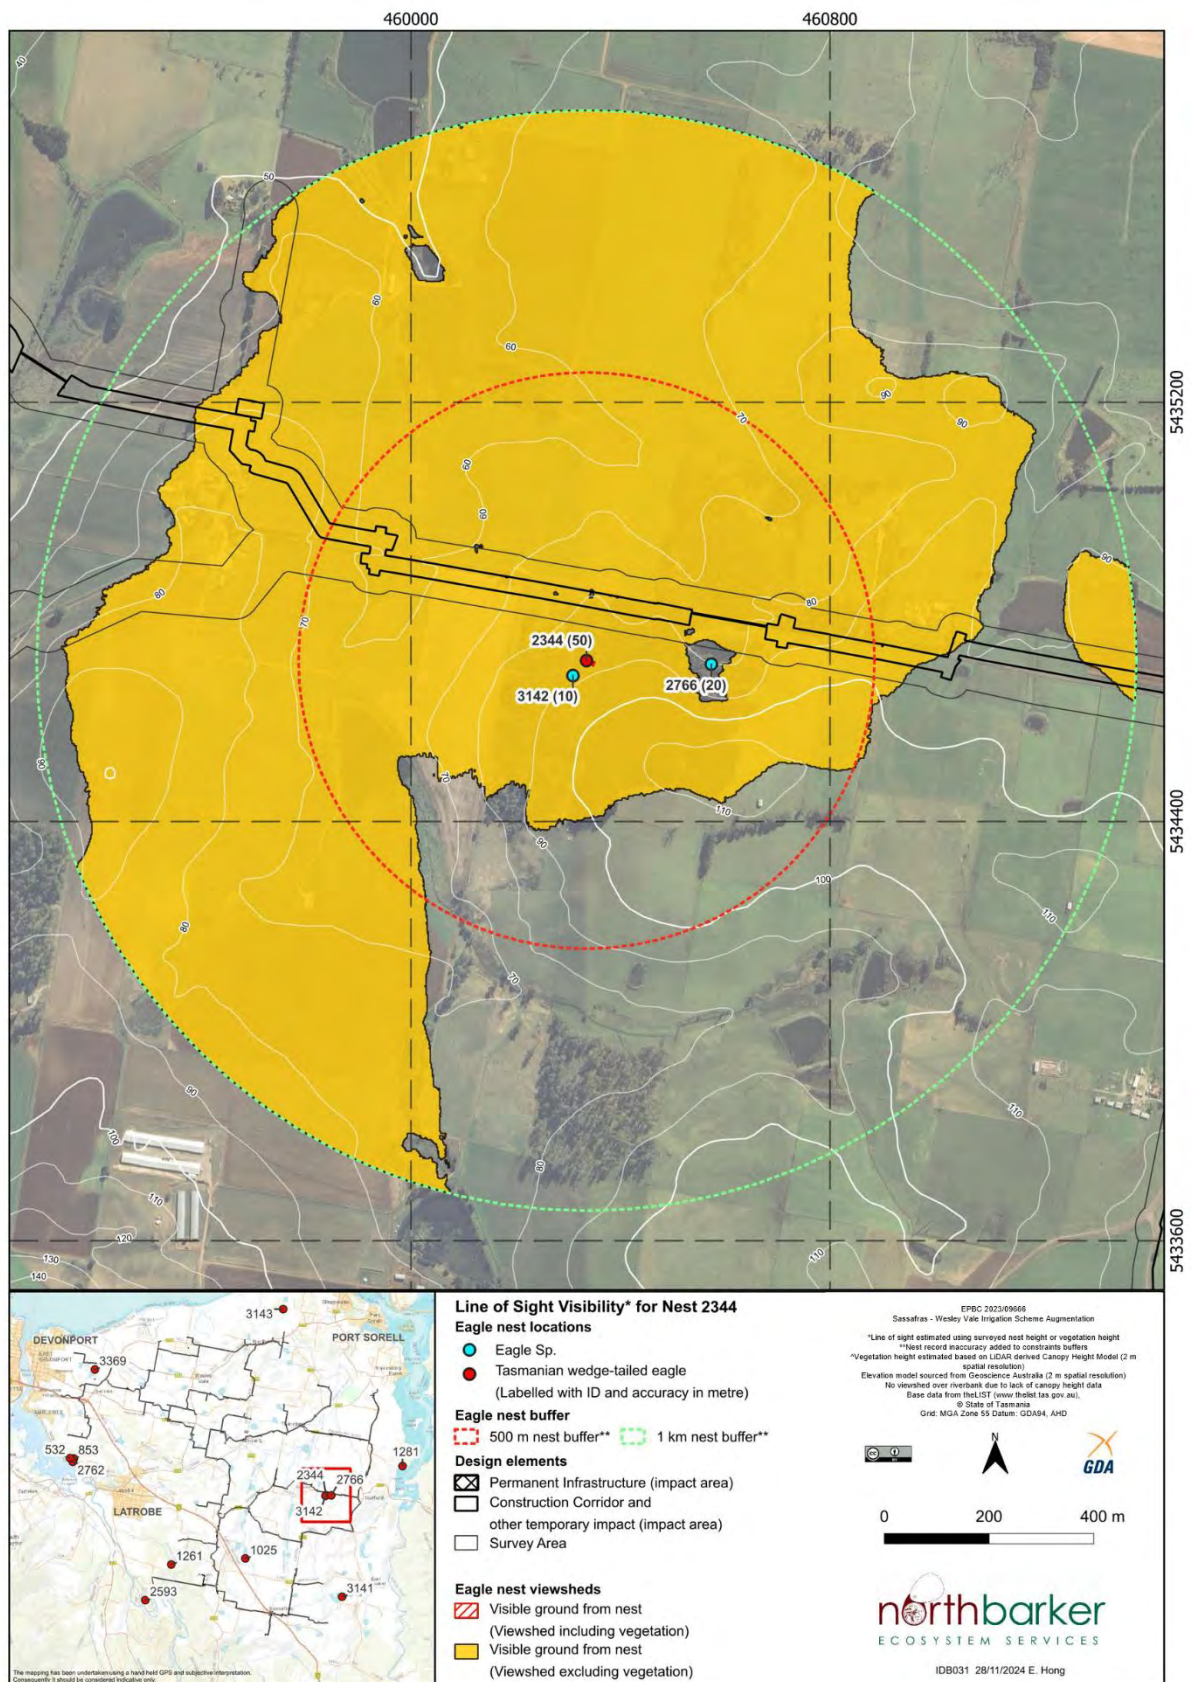 460000
460800
40
50
60
60
60
60
70
90
90
5435200
90
80
80
70
2344 (50)
2766 (20)
3142 (10)
90
70
110
5434400
90
100
110
80
70
90
110
100
80
110
120
110
130
140
5433600
3143
DEVONPORT
PORT SORELL
3369
532
853
2762
1281
2344
2766
3142
LATROBE
1261
1025
2593
3141
The mapping has been undertaken using a hand held GPS and subjective interpretation.
Consequently it should be considered indicative only.
Line of Sight Visibility* for Nest 2344
Eagle nest locations
Eagle Sp.
Tasmanian wedge-tailed eagle
(Labelled with ID and accuracy in metre)
Eagle nest buffer
500 m nest buffer** 1 km nest buffer**
Design elements
Permanent Infrastructure (impact area)
Construction Corridor and
other temporary impact (impact area)
Survey Area
Eagle nest viewsheds
Visible ground from nest
(Viewshed including vegetation)
Visible ground from nest
(Viewshed excluding vegetation)
EPBC 2023/09666
Sassafras - Wesley Vale Irrigation Scheme Augmentation
*Line of sight estimated using surveyed nest height or vegetation height
**Nest record inaccuracy added to constraints buffers
^Vegetation height estimated based on LiDAR derived Canopy Height Model (2 m
spatial resolution)
Elevation model sourced from Geoscience Australia (2 m spatial resolution)
No viewshed over riverbank due to lack of canopy height data
Base data from theLIST (www.thelist.tas.gov.au),
© State of Tasmania
Grid: MGA Zone 55 Datum: GDA94, AHD
N
GDA
0 200 400 m
northbarker
ECOSYSTEM SERVICES
IDB031 28/11/2024 E. Hong